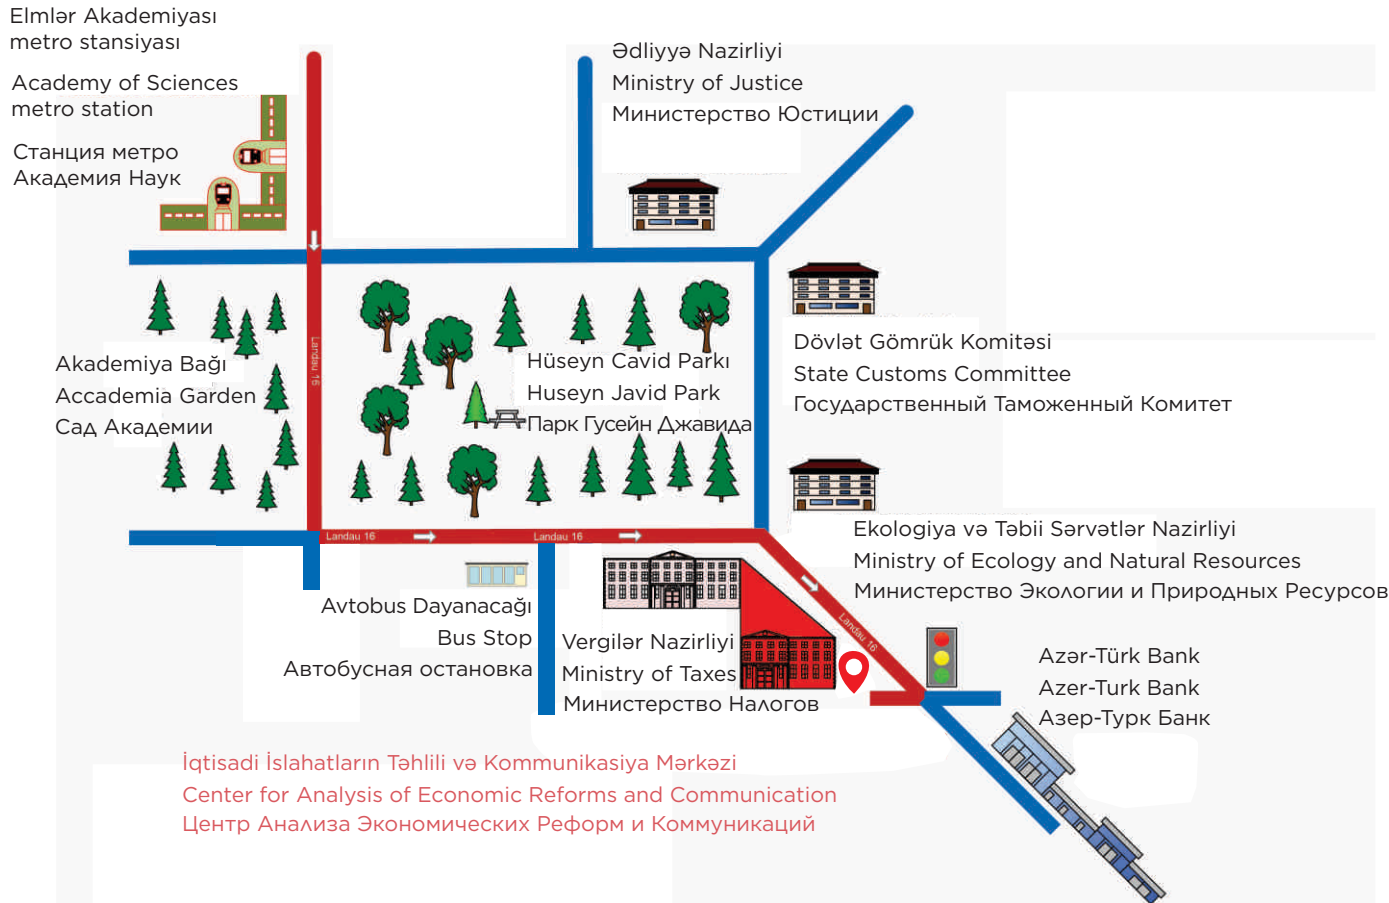 Elmlər Akademiyası
metro stansiyası
Academy of Sciences
metro station
Станция метро
Академия Наук
Ədliyyə Nazirliyi
Ministry of Justice
Министерство Юстиции
Akademiya Bağı
Accademia Garden
Сад Академии
Landau 16
Hüseyn Cavid Parkı
Huseyn Javid Park
Парк Гусейн Джавида
Dövlət Gömrük Komitəsi
State Customs Committee
Государственный Таможенный Комитет
Landau 16
Landau 16
Ekologiya və Təbii Sərvətlər Nazirliyi
Ministry of Ecology and Natural Resources
Министерство Экологии и Природных Ресурсов
Avtobus Dayanacağı
Bus Stop
Автобусная остановка
Vergilər Nazirliyi
Ministry of Taxes
Министерство Налогов
Landau 16
Azər-Türk Bank
Azer-Turk Bank
Азер-Турк Банк
İqtisadi İslahatların Təhlili və Kommunikasiya Mərkəzi
Center for Analysis of Economic Reforms and Communication
Центр Анализа Экономических Реформ и Коммуникаций